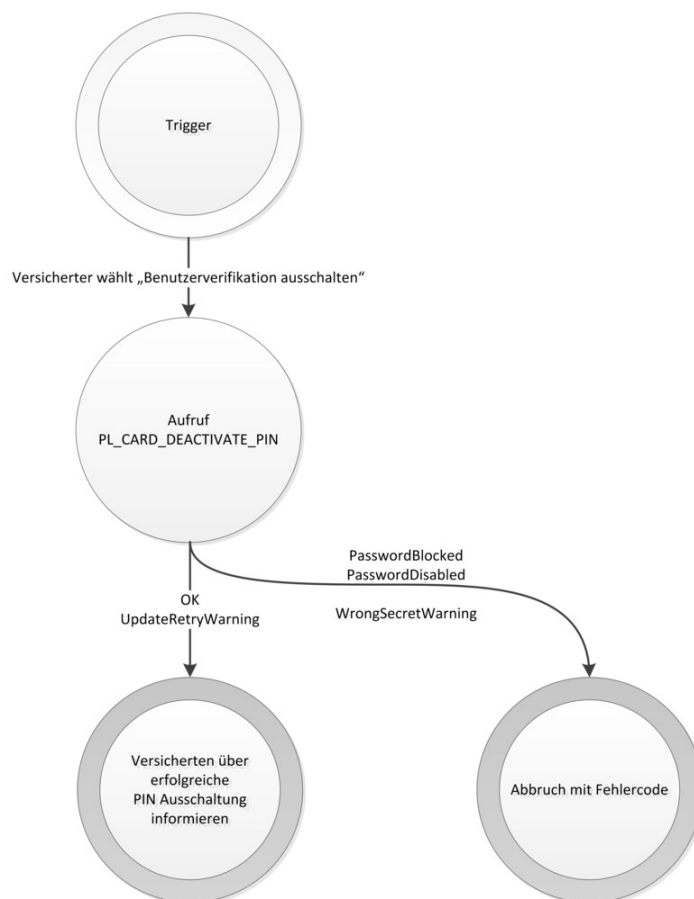 Trigger
Versicherter wählt „Benutzerverifikation ausschalten“
Aufruf
PL_CARD_DEACTIVATE_PIN
PasswordBlocked
PasswordDisabled
OK
UpdateRetryWarning
WrongSecretWarning
Versicherten über
erfolgreiche
PIN Ausschaltung
informieren
Abbruch mit Fehlercode